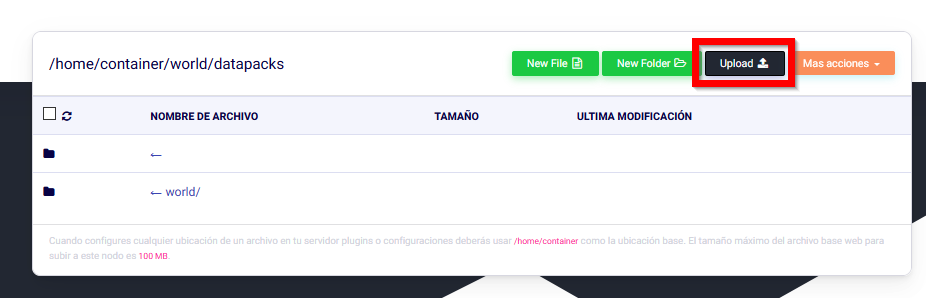 /home/container/world/datapacks
New File New Folder Upload Mas acciones
NOMBRE DE ARCHIVO TAMAÑO ULTIMA MODIFICACIÓN
←
← world/
Cuando configures cualquier ubicación de un archivo en tu servidor plugins o configuraciones deberás usar /home/container como la ubicación base. El tamaño máximo del archivo base web para
subir a este nodo es 100 MB.